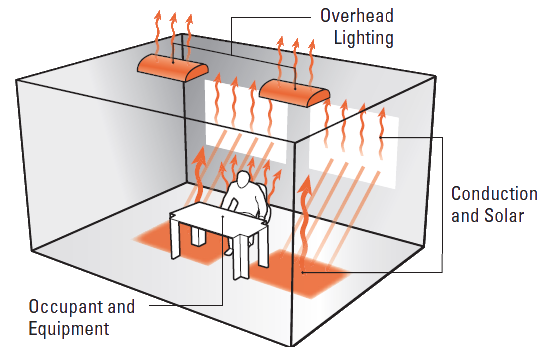 Overhead
Lighting
Conduction
and Solar
Occupant and
Equipment